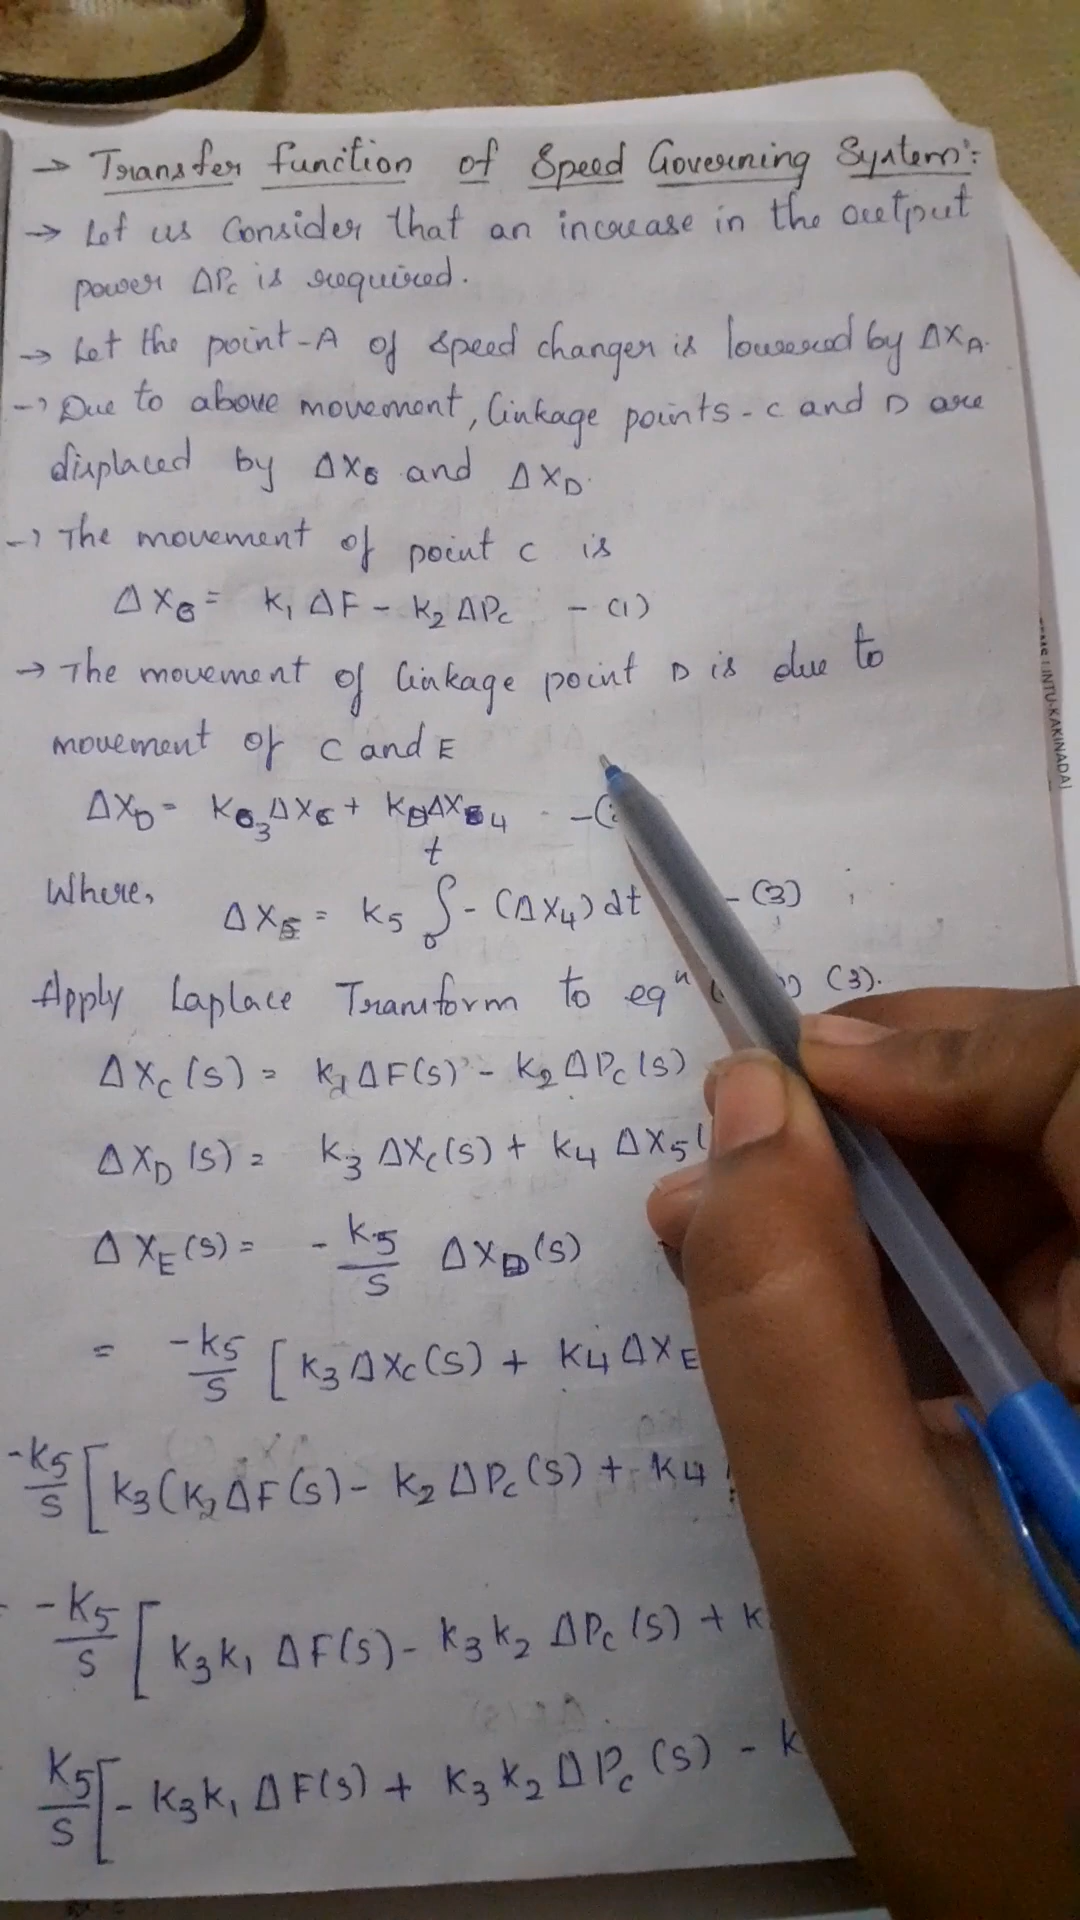 → Transfer function of Speed Governing System:
→ Let us Consider that an increase in the output
power ΔPc is required.
→ Let the point-A of speed changer is lowered by ΔXA.
→ Due to above movement, linkage points - C and D are
displaced by ΔXC and ΔXD.
→ The movement of point C is
ΔXC = K1 ΔF - K2 ΔPc - (1)
→ The movement of linkage point D is due to
movement of C and E
ΔXD = K3 ΔXC +
Where, ΔXE = K5 ∫0t - (ΔX4) dt - (3)
Apply Laplace Transform to eqn (3).
ΔXC (s) = K1 ΔF(s) - K2 ΔPc (s)
ΔXD (s) = K3 ΔXC(s) + K4 ΔX5(
ΔXE (s) = - K5/S ΔXD (s)
= -K5/S [ K3 ΔXC (s) + K4 ΔXE
-K5/S [ K3 (K1 ΔF(s) - K2 ΔPc (s) + K4
-K5/S [ K3K1 ΔF(s) - K3K2 ΔPc (s) + K
K5/S [ - K3K1 ΔF(s) + K3K2 ΔPc (s) - K
INTU-KAKINADA)